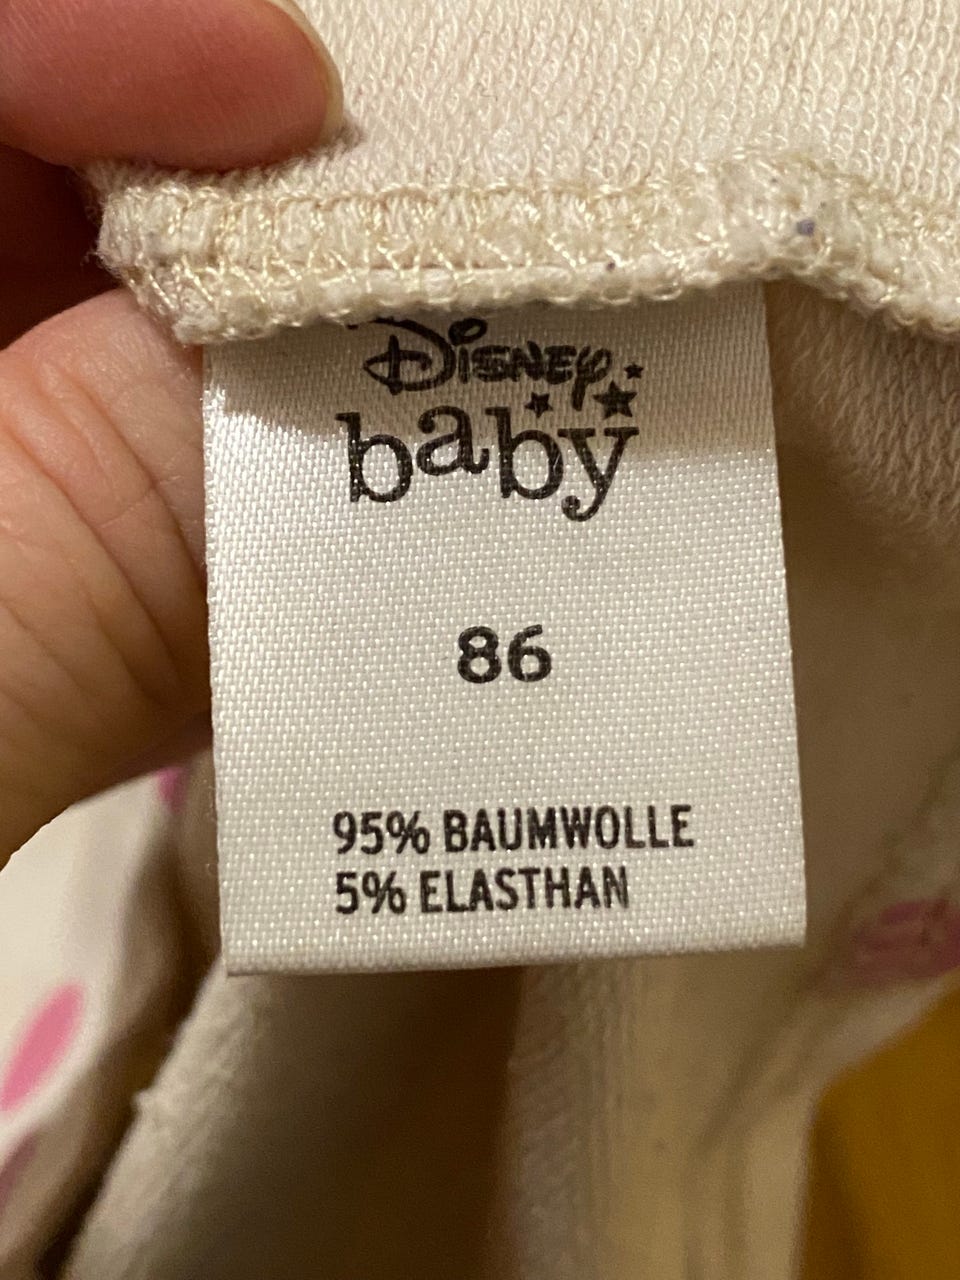 Disney
baby
86
95% BAUMWOLLE
5% ELASTHAN